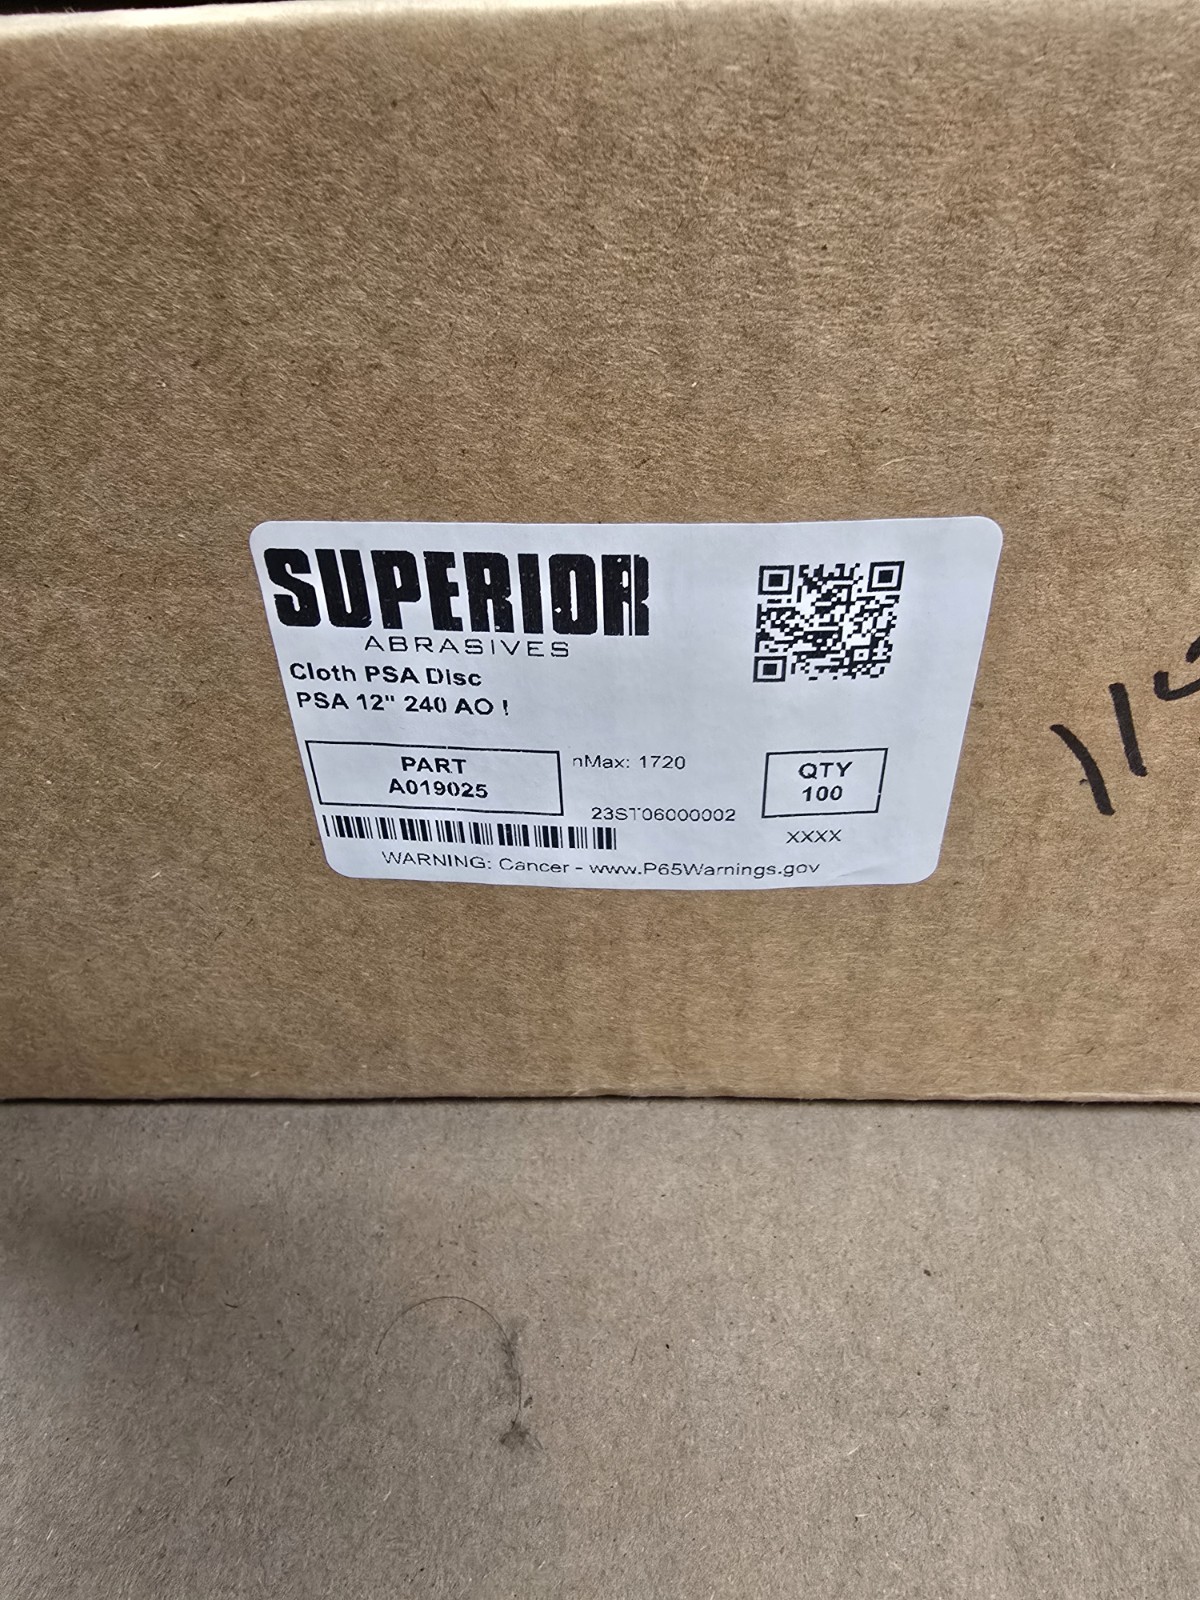 SUPERIOR
ABRASIVES
Cloth PSA Disc
PSA 12" 240 AO !
PART
A019025
nMax: 1720
23ST06000002
QTY
100
XXXX
WARNING: Cancer - www.P65Warnings.gov